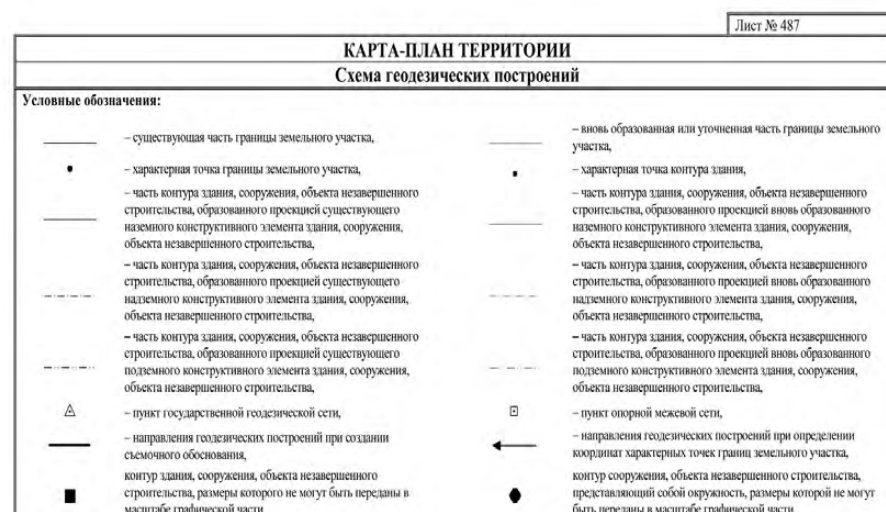 Лист № 487
КАРТА-ПЛАН ТЕРРИТОРИИ
Схема геодезических построений
Условные обозначения:
– существующая часть границы земельного участка,
– характерная точка границы земельного участка,
– часть контура здания, сооружения, объекта незавершенного
строительства, образованного проекцией существующего
наземного конструктивного элемента здания, сооружения,
объекта незавершенного строительства,
– часть контура здания, сооружения, объекта незавершенного
строительства, образованного проекцией существующего
надземного конструктивного элемента здания, сооружения,
объекта незавершенного строительства,
– часть контура здания, сооружения, объекта незавершенного
строительства, образованного проекцией существующего
подземного конструктивного элемента здания, сооружения,
объекта незавершенного строительства,
– пункт государственной геодезической сети,
– направления геодезических построений при создании
съемочного обоснования,
контур здания, сооружения, объекта незавершенного
строительства, размеры которого не могут быть переданы в
масштабе графической части
– вновь образованная или уточненная часть границы земельного
участка,
– характерная точка контура здания,
– часть контура здания, сооружения, объекта незавершенного
строительства, образованного проекцией вновь образованного
наземного конструктивного элемента здания, сооружения,
объекта незавершенного строительства,
– часть контура здания, сооружения, объекта незавершенного
строительства, образованного проекцией вновь образованного
надземного конструктивного элемента здания, сооружения,
объекта незавершенного строительства,
– часть контура здания, сооружения, объекта незавершенного
строительства, образованного проекцией вновь образованного
подземного конструктивного элемента здания, сооружения,
объекта незавершенного строительства,
– пункт опорной межевой сети,
– направления геодезических построений при определении
координат характерных точек границ земельного участка,
контур сооружения, объекта незавершенного строительства,
представляющий собой окружность, размеры которой не могут
быть переданы в масштабе графической части